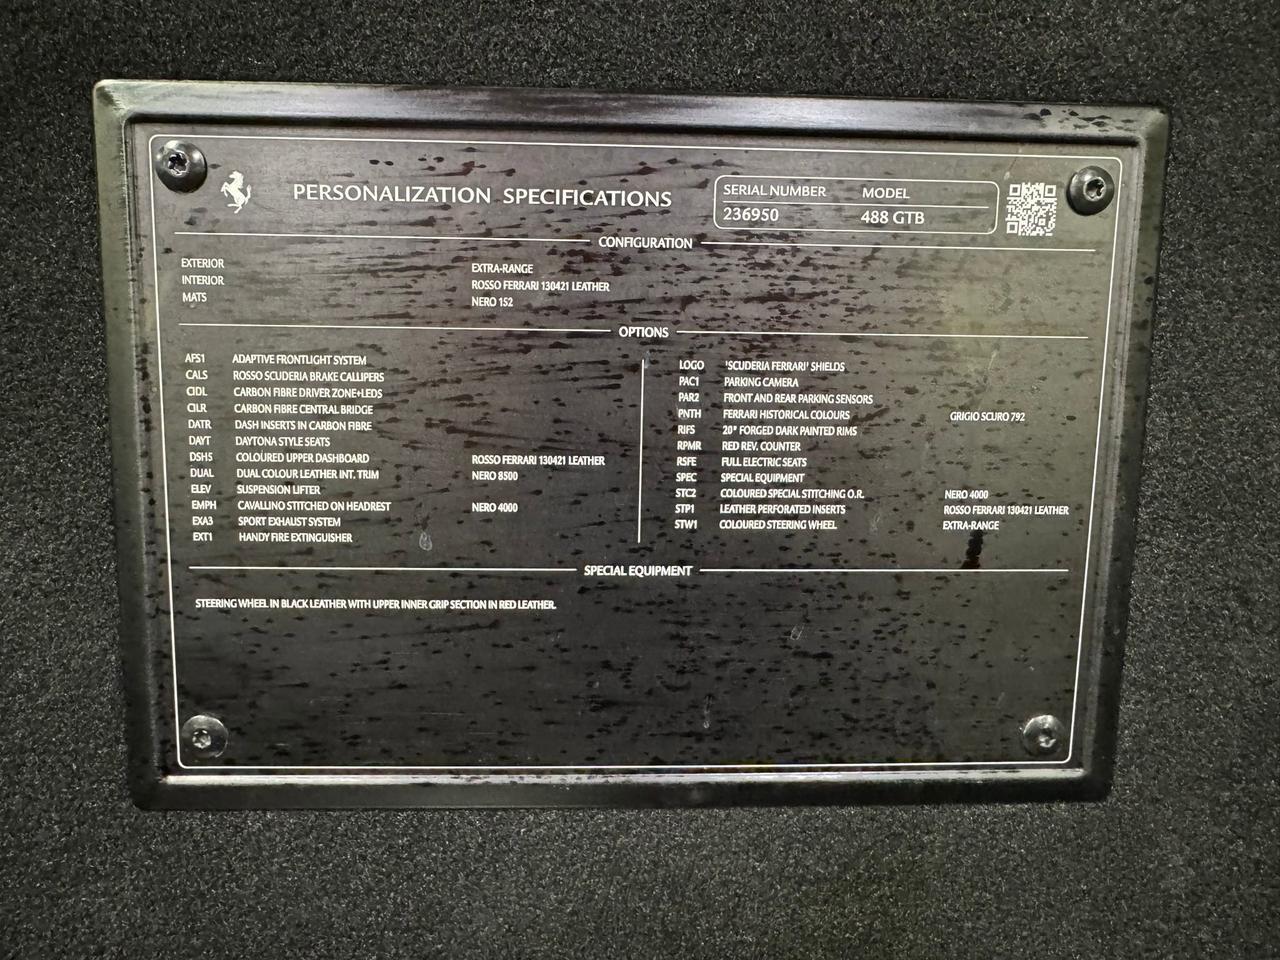 PERSONALIZATION SPECIFICATIONS
SERIAL NUMBER MODEL
236950 488 GTB
CONFIGURATION
EXTERIOR EXTRA-RANGE
INTERIOR ROSSO FERRARI 130421 LEATHER
MATS NERO 152
OPTIONS
AFS1 ADAPTIVE FRONTLIGHT SYSTEM
CALS ROSSO SCUDERIA BRAKE CALLIPERS
CIDL CARBON FIBRE DRIVER ZONE+LEDS
CILR CARBON FIBRE CENTRAL BRIDGE
DATR DASH INSERTS IN CARBON FIBRE
DAYT DAYTONA STYLE SEATS
DSH5 COLOURED UPPER DASHBOARD ROSSO FERRARI 130421 LEATHER
DUAL DUAL COLOUR LEATHER INT. TRIM NERO 8500
ELEV SUSPENSION LIFTER
EMPH CAVALLINO STITCHED ON HEADREST NERO 4000
EXA3 SPORT EXHAUST SYSTEM
EXT1 HANDY FIRE EXTINGUISHER
LOGO 'SCUDERIA FERRARI' SHIELDS
PAC1 PARKING CAMERA
PAR2 FRONT AND REAR PARKING SENSORS
PNTH FERRARI HISTORICAL COLOURS GRIGIO SCURO 792
RIFS 20" FORGED DARK PAINTED RIMS
RPMR RED REV. COUNTER
RSFE FULL ELECTRIC SEATS
SPEC SPECIAL EQUIPMENT
STC2 COLOURED SPECIAL STITCHING O.R. NERO 4000
STP1 LEATHER PERFORATED INSERTS ROSSO FERRARI 130421 LEATHER
STW1 COLOURED STEERING WHEEL EXTRA-RANGE
SPECIAL EQUIPMENT
STEERING WHEEL IN BLACK LEATHER WITH UPPER INNER GRIP SECTION IN RED LEATHER.